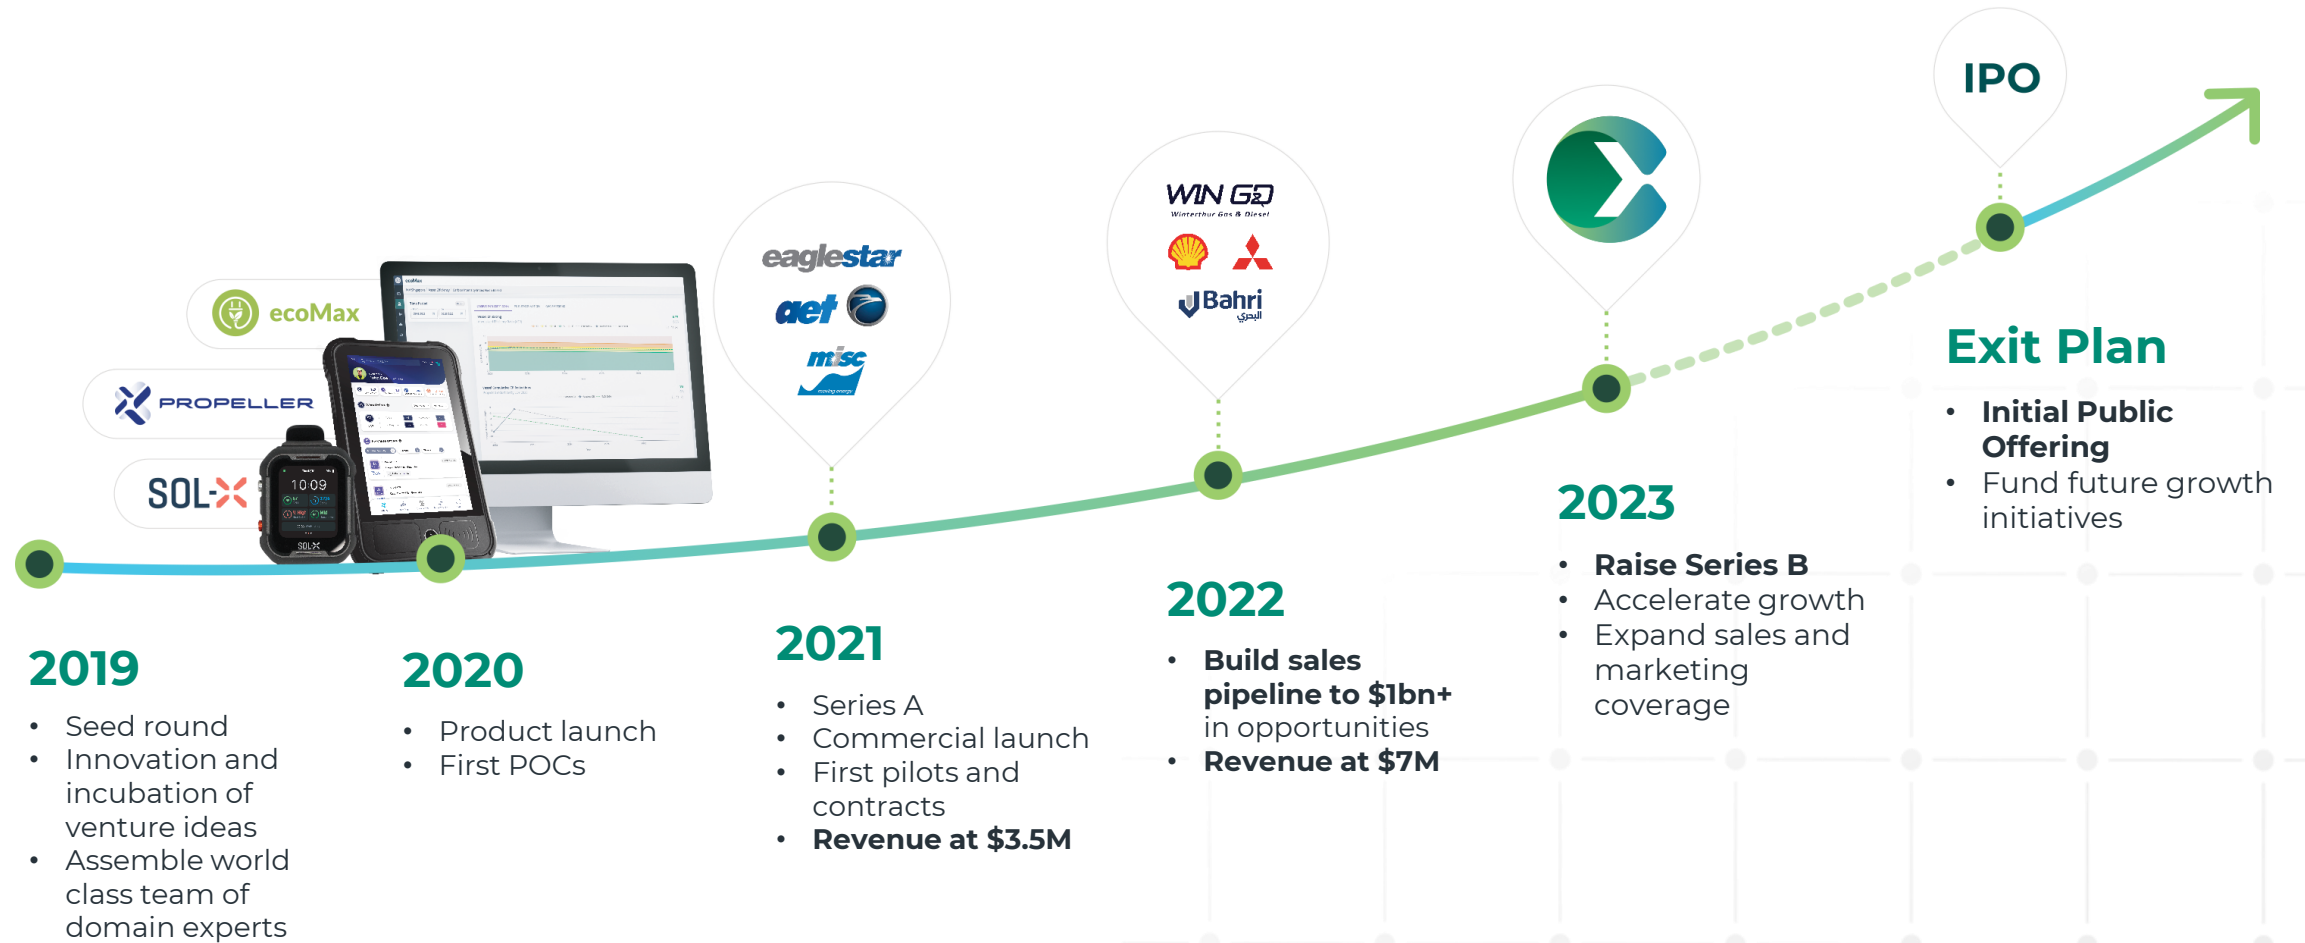 ecoMax
PROPELLER
SOL-X
10:09
SOL-X
ecoMax
eaglestar
aet
misc
moving energy
WIN GD
Winterthur Gas & Diesel
Bahri
البحري
IPO
2019
• Seed round
• Innovation and
incubation of
venture ideas
• Assemble world
class team of
domain experts
2020
• Product launch
• First POCs
2021
• Series A
• Commercial launch
• First pilots and
contracts
• Revenue at $3.5M
2022
• Build sales
pipeline to $1bn+
in opportunities
• Revenue at $7M
2023
• Raise Series B
• Accelerate growth
• Expand sales and
marketing
coverage
Exit Plan
• Initial Public
Offering
• Fund future growth
initiatives